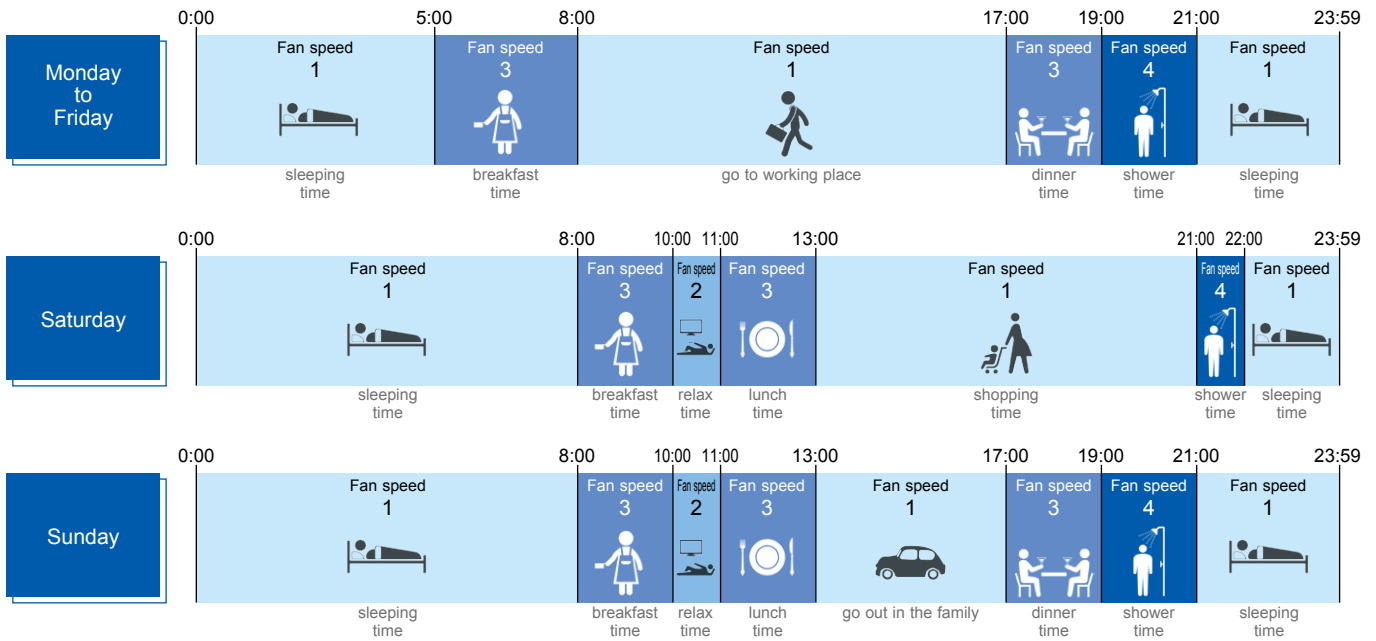 0:00 5:00 8:00 17:00 19:00 21:00 23:59
Monday
to
Friday
Fan speed Fan speed Fan speed Fan speed Fan speed Fan speed
1 3 1 3 4 1
sleeping breakfast go to working place dinner shower sleeping
time time time time time
0:00 8:00 10:00 11:00 13:00 21:00 22:00 23:59
Saturday
Fan speed Fan speed Fan speed Fan speed Fan speed Fan speed Fan speed
1 3 2 3 1 4 1
sleeping breakfast relax lunch shopping shower sleeping
time time time time time time time
0:00 8:00 10:00 11:00 13:00 17:00 19:00 21:00 23:59
Sunday
Fan speed Fan speed Fan speed Fan speed Fan speed Fan speed Fan speed Fan speed
1 3 2 3 1 3 4 1
sleeping breakfast relax lunch go out in the family dinner shower sleeping
time time time time time time time